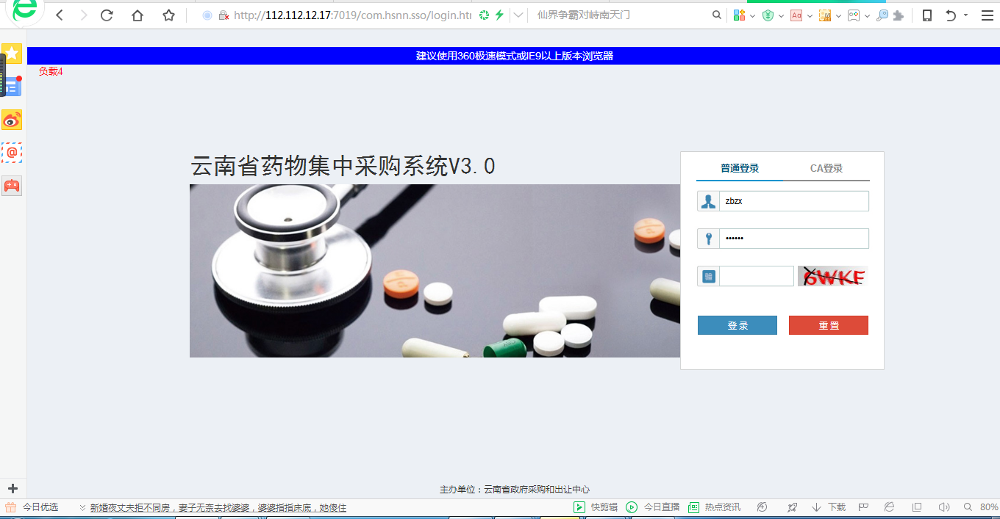 http://112.112.12.17:7019/com.hsnn.sso/login.htm
仙界争霸对峙南天门
建议使用360极速模式或IE9以上版本浏览器
负载4
云南省药物集中采购系统V3.0
普通登录 CA登录
zbzx
••••••
6WKF
登录 重置
主办单位：云南省政府采购和出让中心
今日优选
新婚夜丈夫拒不同房，妻子无奈去找婆婆，婆婆指指床底，她傻住
快剪辑 今日直播 热点资讯 下载 80%